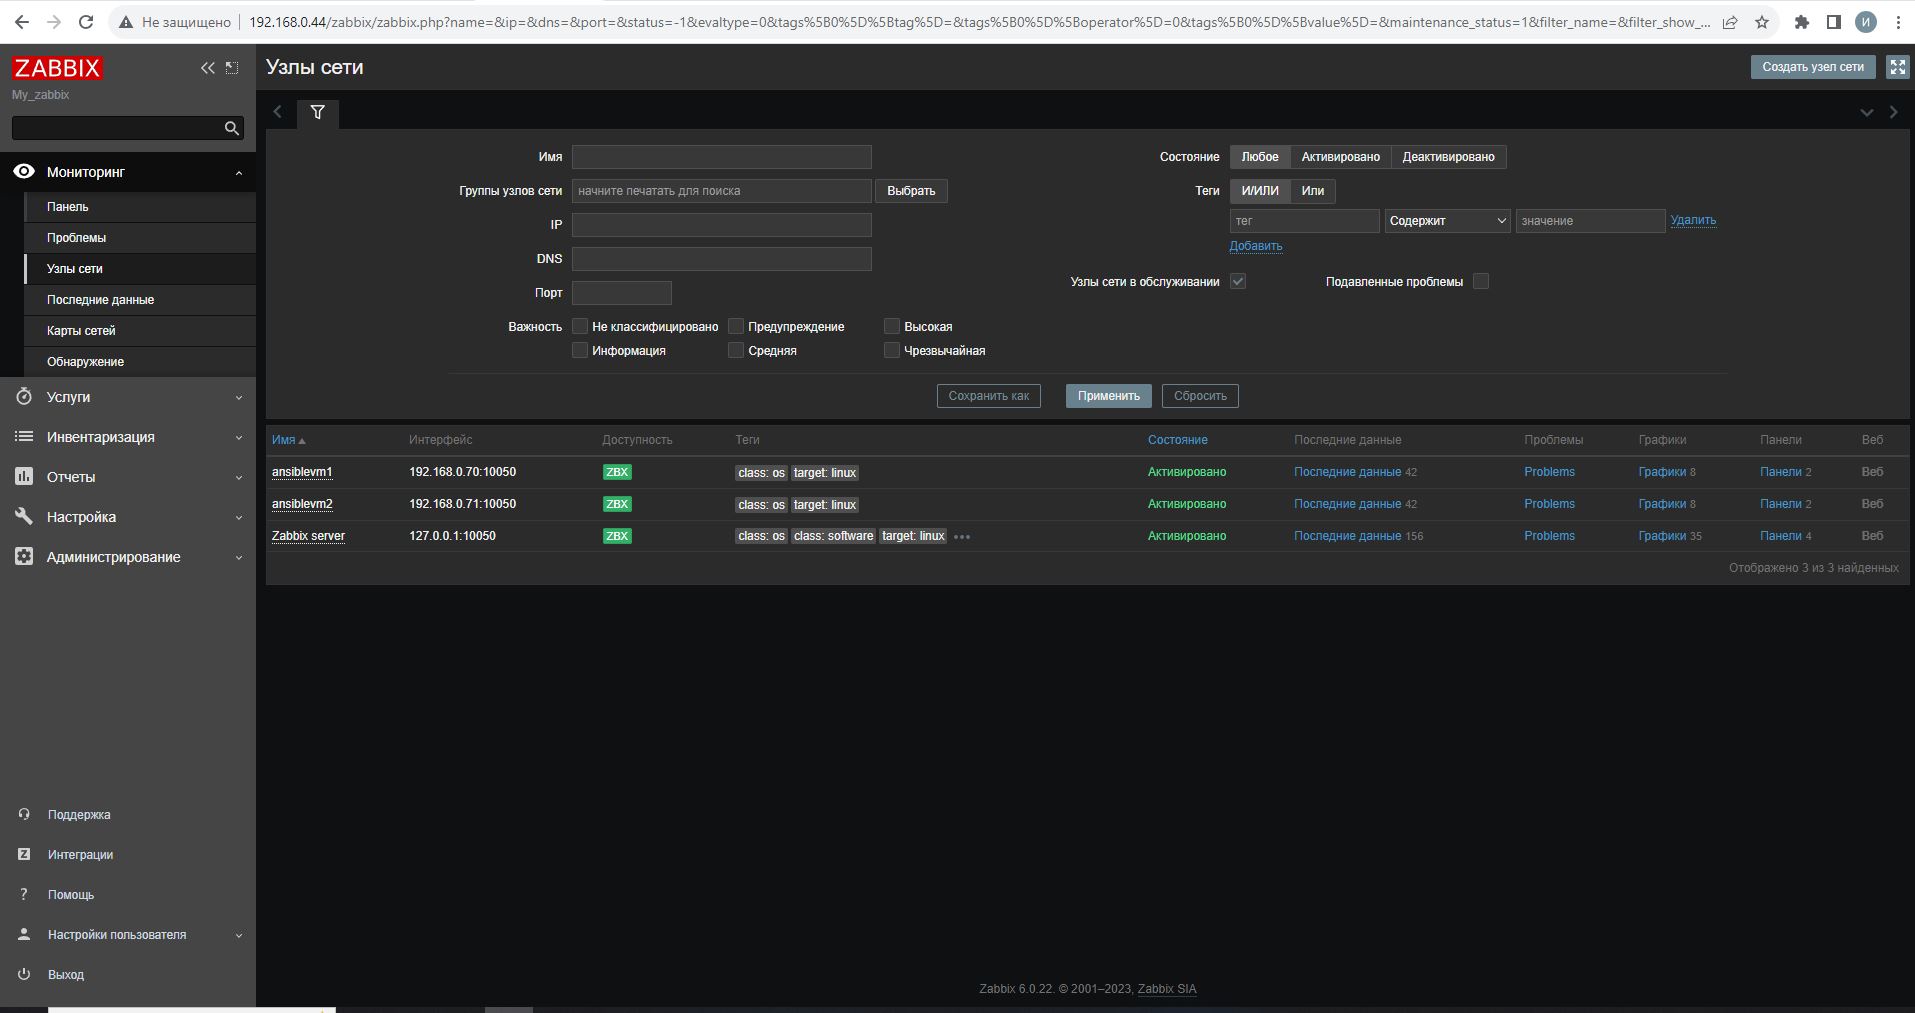 Не защищено 192.168.0.44/zabbix/zabbix.php?name=&ip=&dns=&port=&status=-1&evaltype=0&tags%5B0%5D%5Btag%5D=&tags%5B0%5D%5Boperator%5D=0&tags%5B0%5D%5Bvalue%5D=&maintenance_status=1&filter_name=&filter_show_... И
ZABBIX
My_zabbix
Мониторинг
Панель
Проблемы
Узлы сети
Последние данные
Карты сетей
Обнаружение
Услуги
Инвентаризация
Отчеты
Настройка
Администрирование
Поддержка
Z Интеграции
? Помощь
Настройки пользователя
Выход
Узлы сети
Создать узел сети
Имя
Группы узлов сети начните печатать для поиска Выбрать
IP
DNS
Порт
Важность Не классифицировано Предупреждение Высокая
Информация Средняя Чрезвычайная
Состояние Любое Активировано Деактивировано
Теги И/ИЛИ Или
тег Содержит значение Удалить
Добавить
Узлы сети в обслуживании Подавленные проблемы
Сохранить как Применить Сбросить
Имя Интерфейс Доступность Теги Состояние Последние данные Проблемы Графики Панели Веб
ansiblevm1 192.168.0.70:10050 ZBX class: os target: linux Активировано Последние данные 42 Problems Графики 8 Панели 2 Веб
ansiblevm2 192.168.0.71:10050 ZBX class: os target: linux Активировано Последние данные 42 Problems Графики 8 Панели 2 Веб
Zabbix server 127.0.0.1:10050 ZBX class: os class: software target: linux ••• Активировано Последние данные 156 Problems Графики 35 Панели 4 Веб
Отображено 3 из 3 найденных
Zabbix 6.0.22. © 2001–2023, Zabbix SIA